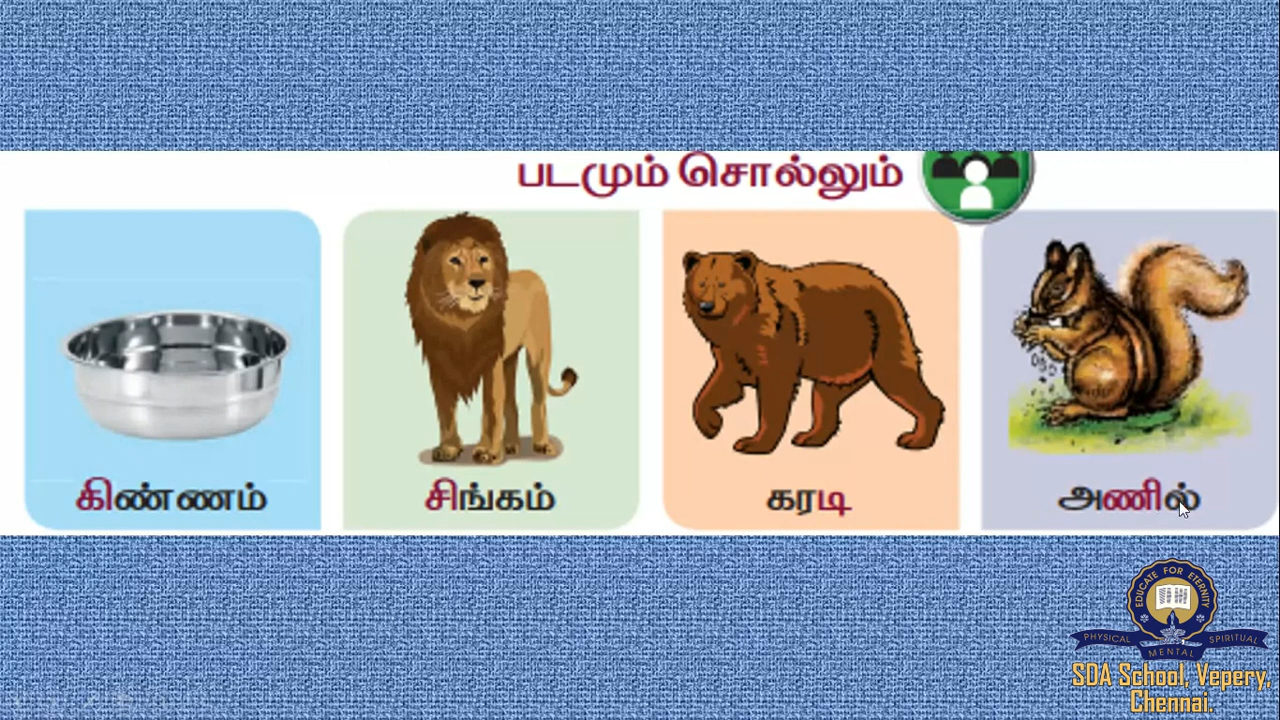 படமும் சொல்லும்
கிண்ணம்
சிங்கம்
கரடி
அணில்
EDUCATE FOR ETERNITY
PHYSICAL
MENTAL
SPIRITUAL
SDA School, Vepery,
Chennai.